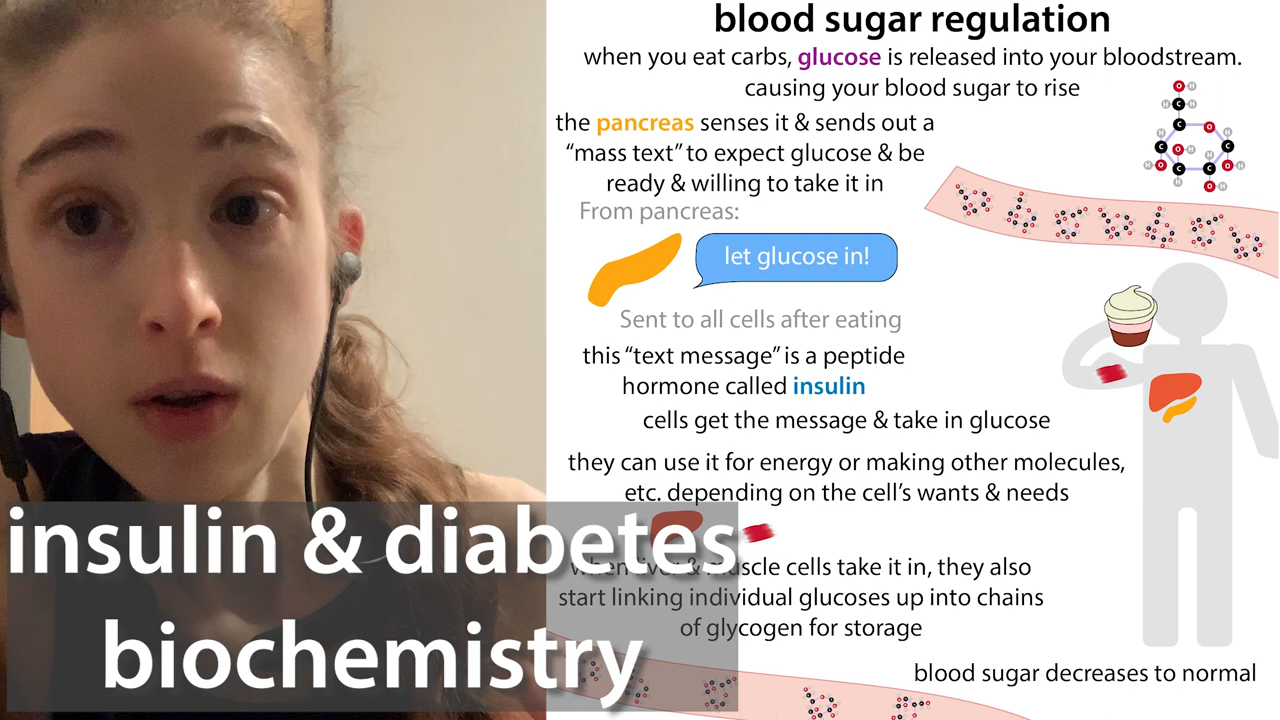 blood sugar regulation
when you eat carbs, glucose is released into your bloodstream.
causing your blood sugar to rise
the pancreas senses it & sends out a
“mass text” to expect glucose & be
ready & willing to take it in
From pancreas:
let glucose in!
Sent to all cells after eating
this “text message” is a peptide
hormone called insulin
cells get the message & take in glucose
they can use it for energy or making other molecules,
etc. depending on the cell’s wants & needs
when liver & muscle cells take it in, they also
start linking individual glucoses up into chains
of glycogen for storage
blood sugar decreases to normal
insulin & diabetes
biochemistry